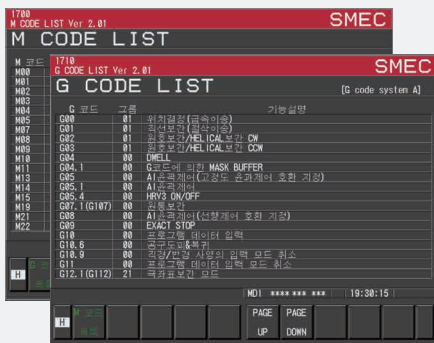 1700
M CODE LIST Ver 2.01
SMEC
M CODE LIST
M 코드
M00
M01
M02
M03
M04
M05
M07
M08
M09
M10
M11
M13
M14
M15
M19
M21
M22
H
1710
G CODE LIST Ver 2.01
SMEC
G CODE LIST
[G code system A]
G 코드 그룹 기능설명
G00 01 위치결정(급속이송)
G01 01 직선보간(절삭이송)
G02 01 원호보간/HELICAL보간 CW
G03 01 원호보간/HELICAL보간 CCW
G04 00 DWELL
G04.1 00 G코드에 의한 MASK BUFFER
G05 00 AI윤곽제어(고정도 윤곽제어 호환 지정)
G05.1 00 AI윤곽제어
G05.4 00 HRV3 ON/OFF
G07.1(G107) 00 원통보간
G08 00 AI윤곽제어(선행제어 호환 지정)
G09 00 EXACT STOP
G10 00 프로그램 데이터 입력
G10.6 00 공구도피&복귀
G10.9 00 직경/반경 사양의 입력 모드 취소
G11 00 프로그램 데이터 입력 모드 취소
G12.1(G112) 21 극좌표보간 모드
MDI **** *** *** 19:30:15
H
M 코드
PAGE UP
PAGE DOWN